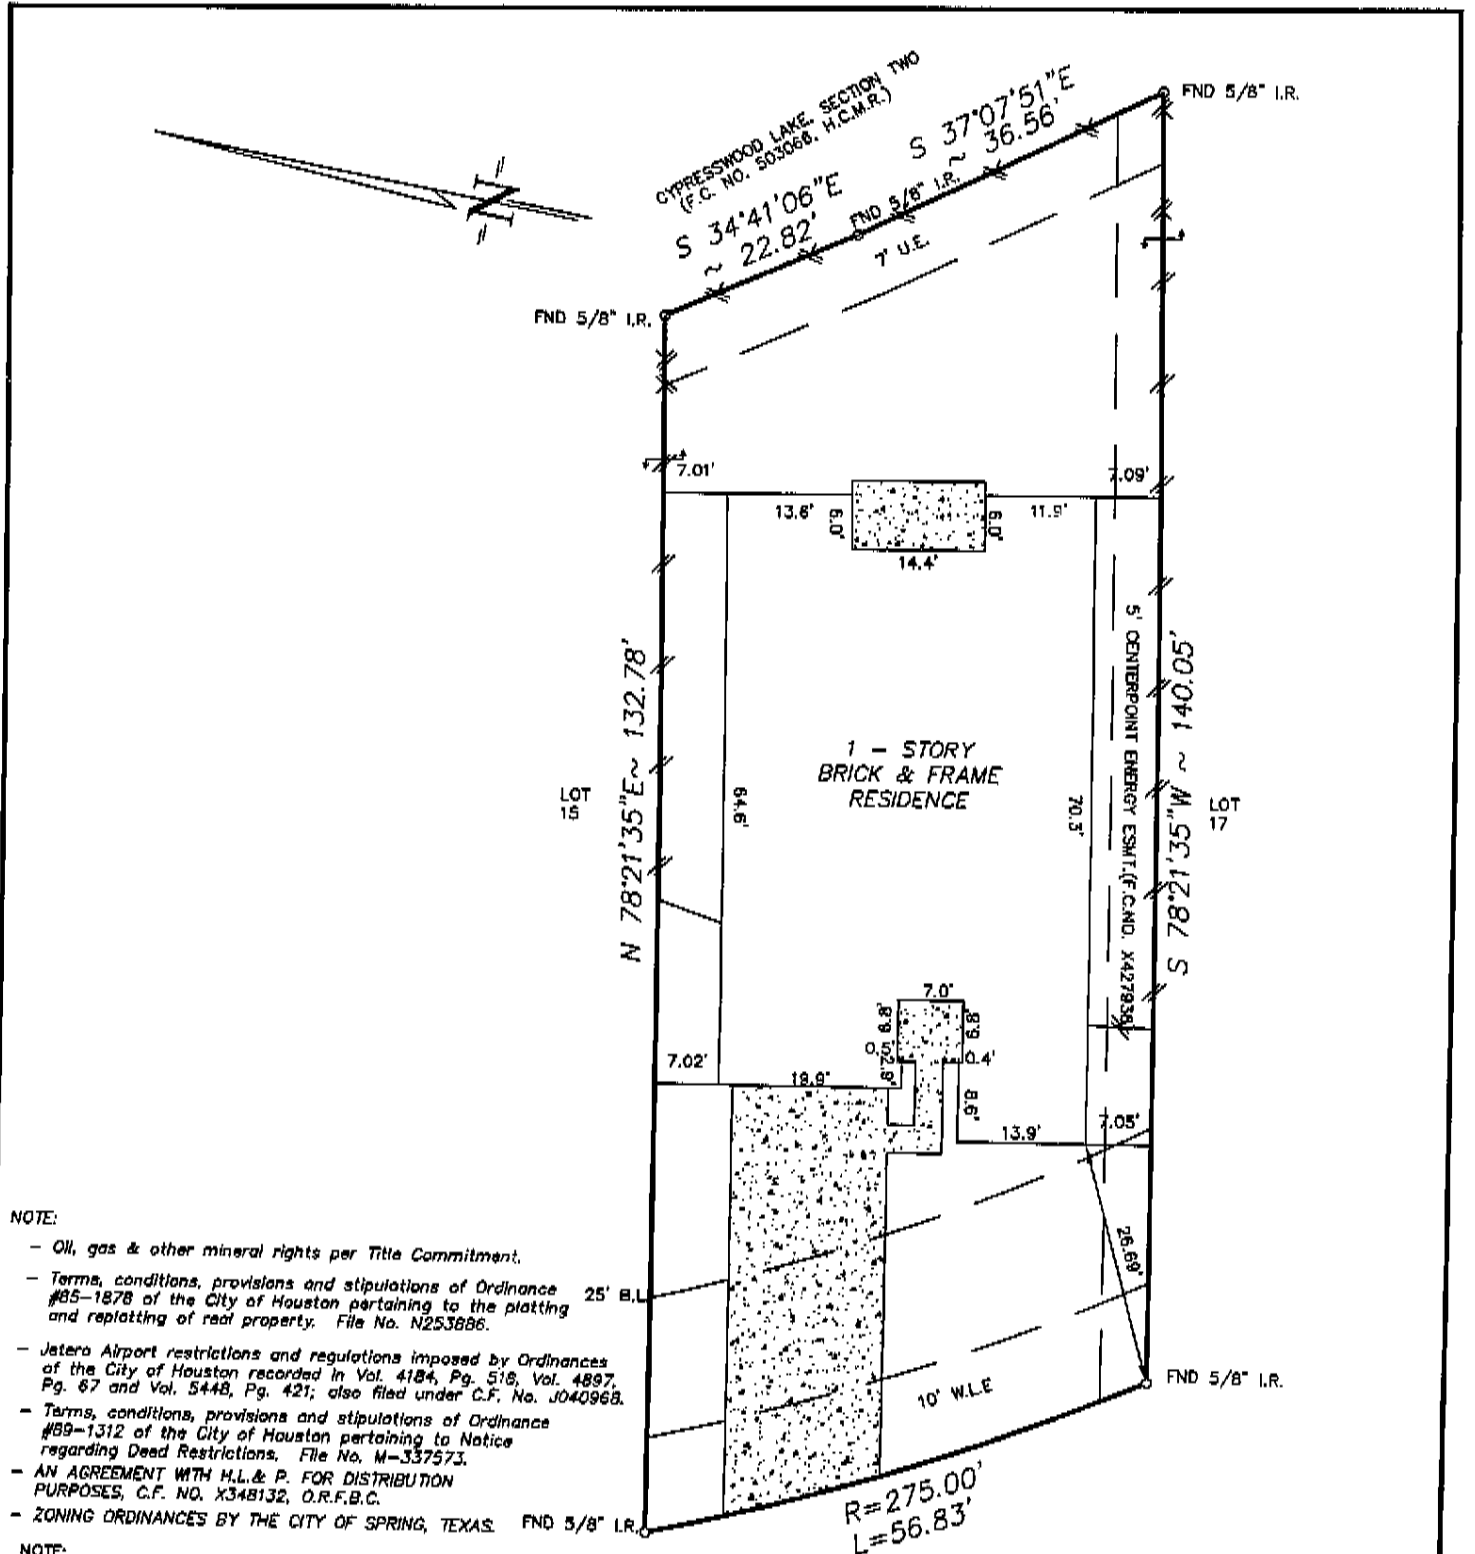 CYPRESSWOOD LAKE, SECTION TWO
(F.C. NO. 503068, H.C.M.R.)
S 37°07'51"E
~ 36.56'
FND 5/8" I.R.
S 34°41'06"E
~ 22.82'
FND 5/8" I.R.
7' U.E.
FND 5/8" I.R.
N
7.01'
7.09'
13.6'
6.0'
6.0'
11.9'
14.4'
N 78°21'35"E~ 132.78'
LOT
15
64.6'
1 - STORY
BRICK & FRAME
RESIDENCE
70.3'
5' CENTERPOINT ENERGY ESMT.(F.C.NO. X427938)
S 78°21'35"W ~ 140.05'
LOT
17
7.0'
6.8'
6.8'
0.5'
0.4'
2.9'
7.02'
19.9'
8.6'
13.9'
7.05'
26.69'
25' B.L
10' W.L.E
FND 5/8" I.R.
R=275.00'
L=56.83'
NOTE:
- Oil, gas & other mineral rights per Title Commitment.
- Terms, conditions, provisions and stipulations of Ordinance
#85-1878 of the City of Houston pertaining to the platting
and replatting of real property. File No. N253886.
- Jetero Airport restrictions and regulations imposed by Ordinances
of the City of Houston recorded in Vol. 4184, Pg. 518, Vol. 4897,
Pg. 67 and Vol. 5448, Pg. 421; also filed under C.F. No. J040968.
- Terms, conditions, provisions and stipulations of Ordinance
#89-1312 of the City of Houston pertaining to Notice
regarding Deed Restrictions. File No. M-337573.
- AN AGREEMENT WITH H.L.& P. FOR DISTRIBUTION
PURPOSES, C.F. NO. X348132, O.R.F.B.C.
- ZONING ORDINANCES BY THE CITY OF SPRING, TEXAS.
FND 5/8" I.R.
NOTE: